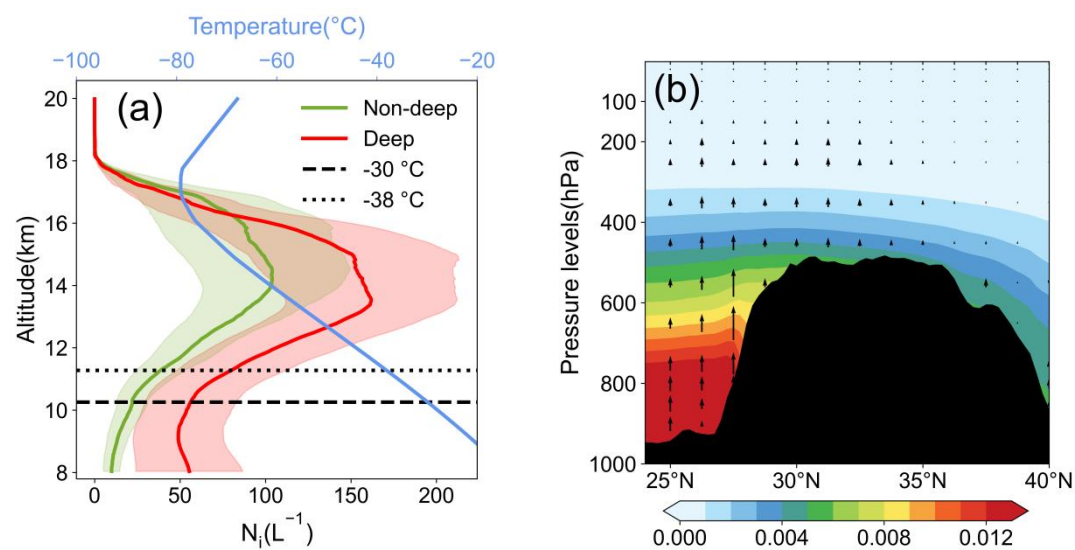 Temperature(°C)
−100 −80 −60 −40 −20
(a)
Non-deep
Deep
-30 °C
-38 °C
20
18
16
14
12
10
8
Altitude(km)
0 50 100 150 200
N_i(L⁻¹)
(b)
100
200
400
600
800
1000
Pressure levels(hPa)
25°N 30°N 35°N 40°N
0.000 0.004 0.008 0.012